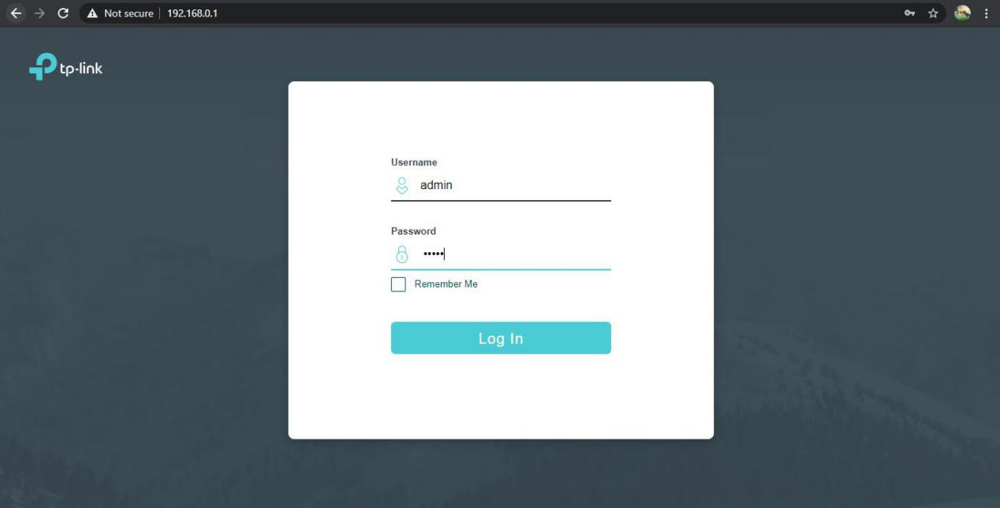 Not secure 192.168.0.1
tp-link
Username
admin
Password
•••••
Remember Me
Log In